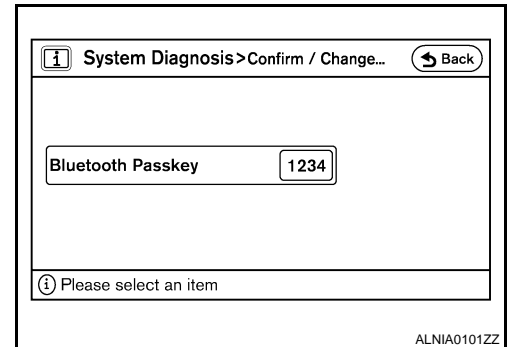 i System Diagnosis>Confirm / Change... Back
Bluetooth Passkey 1234
i Please select an item
ALNIA0101ZZ